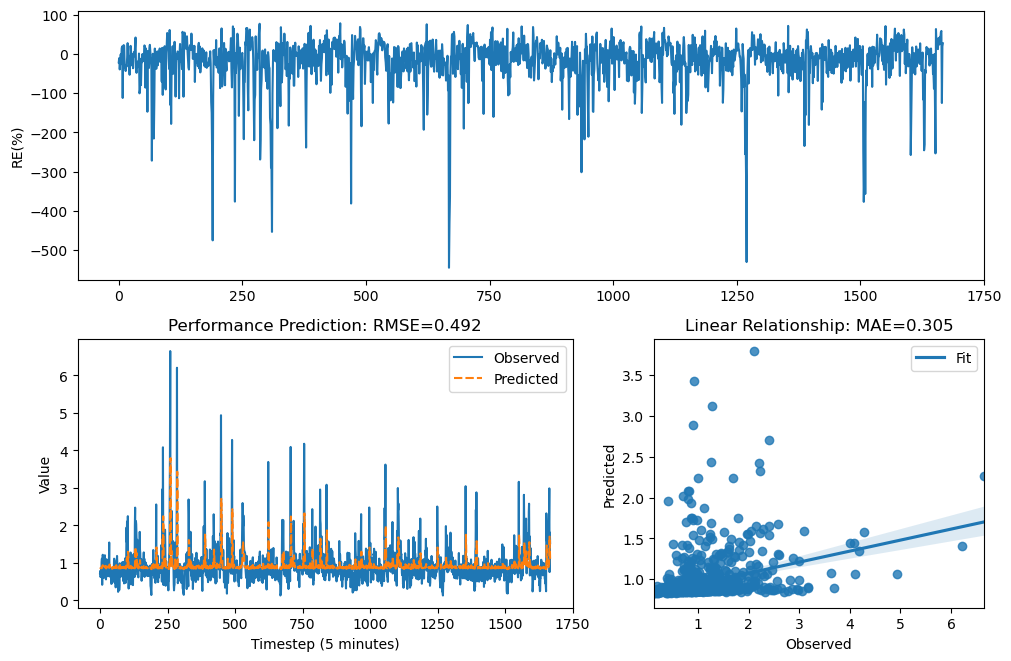 100
0
−100
−200
−300
−400
−500
RE(%)
0 250 500 750 1000 1250 1500 1750
Performance Prediction: RMSE=0.492
Observed
Predicted
6
5
4
3
2
1
0
Value
0 250 500 750 1000 1250 1500 1750
Timestep (5 minutes)
Linear Relationship: MAE=0.305
Fit
3.5
3.0
2.5
2.0
1.5
1.0
Predicted
1 2 3 4 5 6
Observed